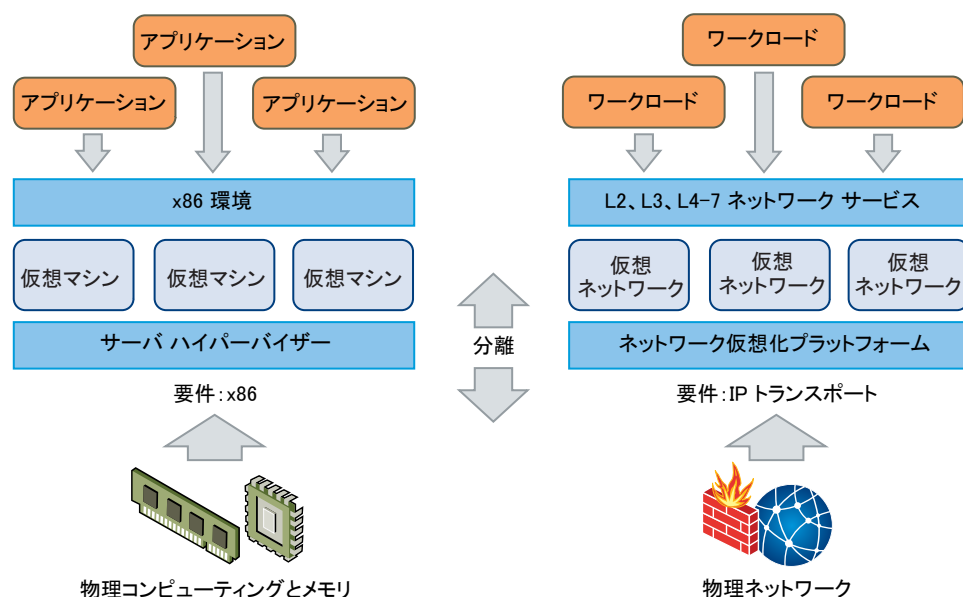 アプリケーション
アプリケーション
アプリケーション
x86 環境
仮想マシン
仮想マシン
仮想マシン
サーバ ハイパーバイザー
要件：x86
物理コンピューティングとメモリ
分離
ワークロード
ワークロード
ワークロード
L2、L3、L4-7 ネットワーク サービス
仮想
ネットワーク
仮想
ネットワーク
仮想
ネットワーク
ネットワーク仮想化プラットフォーム
要件：IP トランスポート
物理ネットワーク